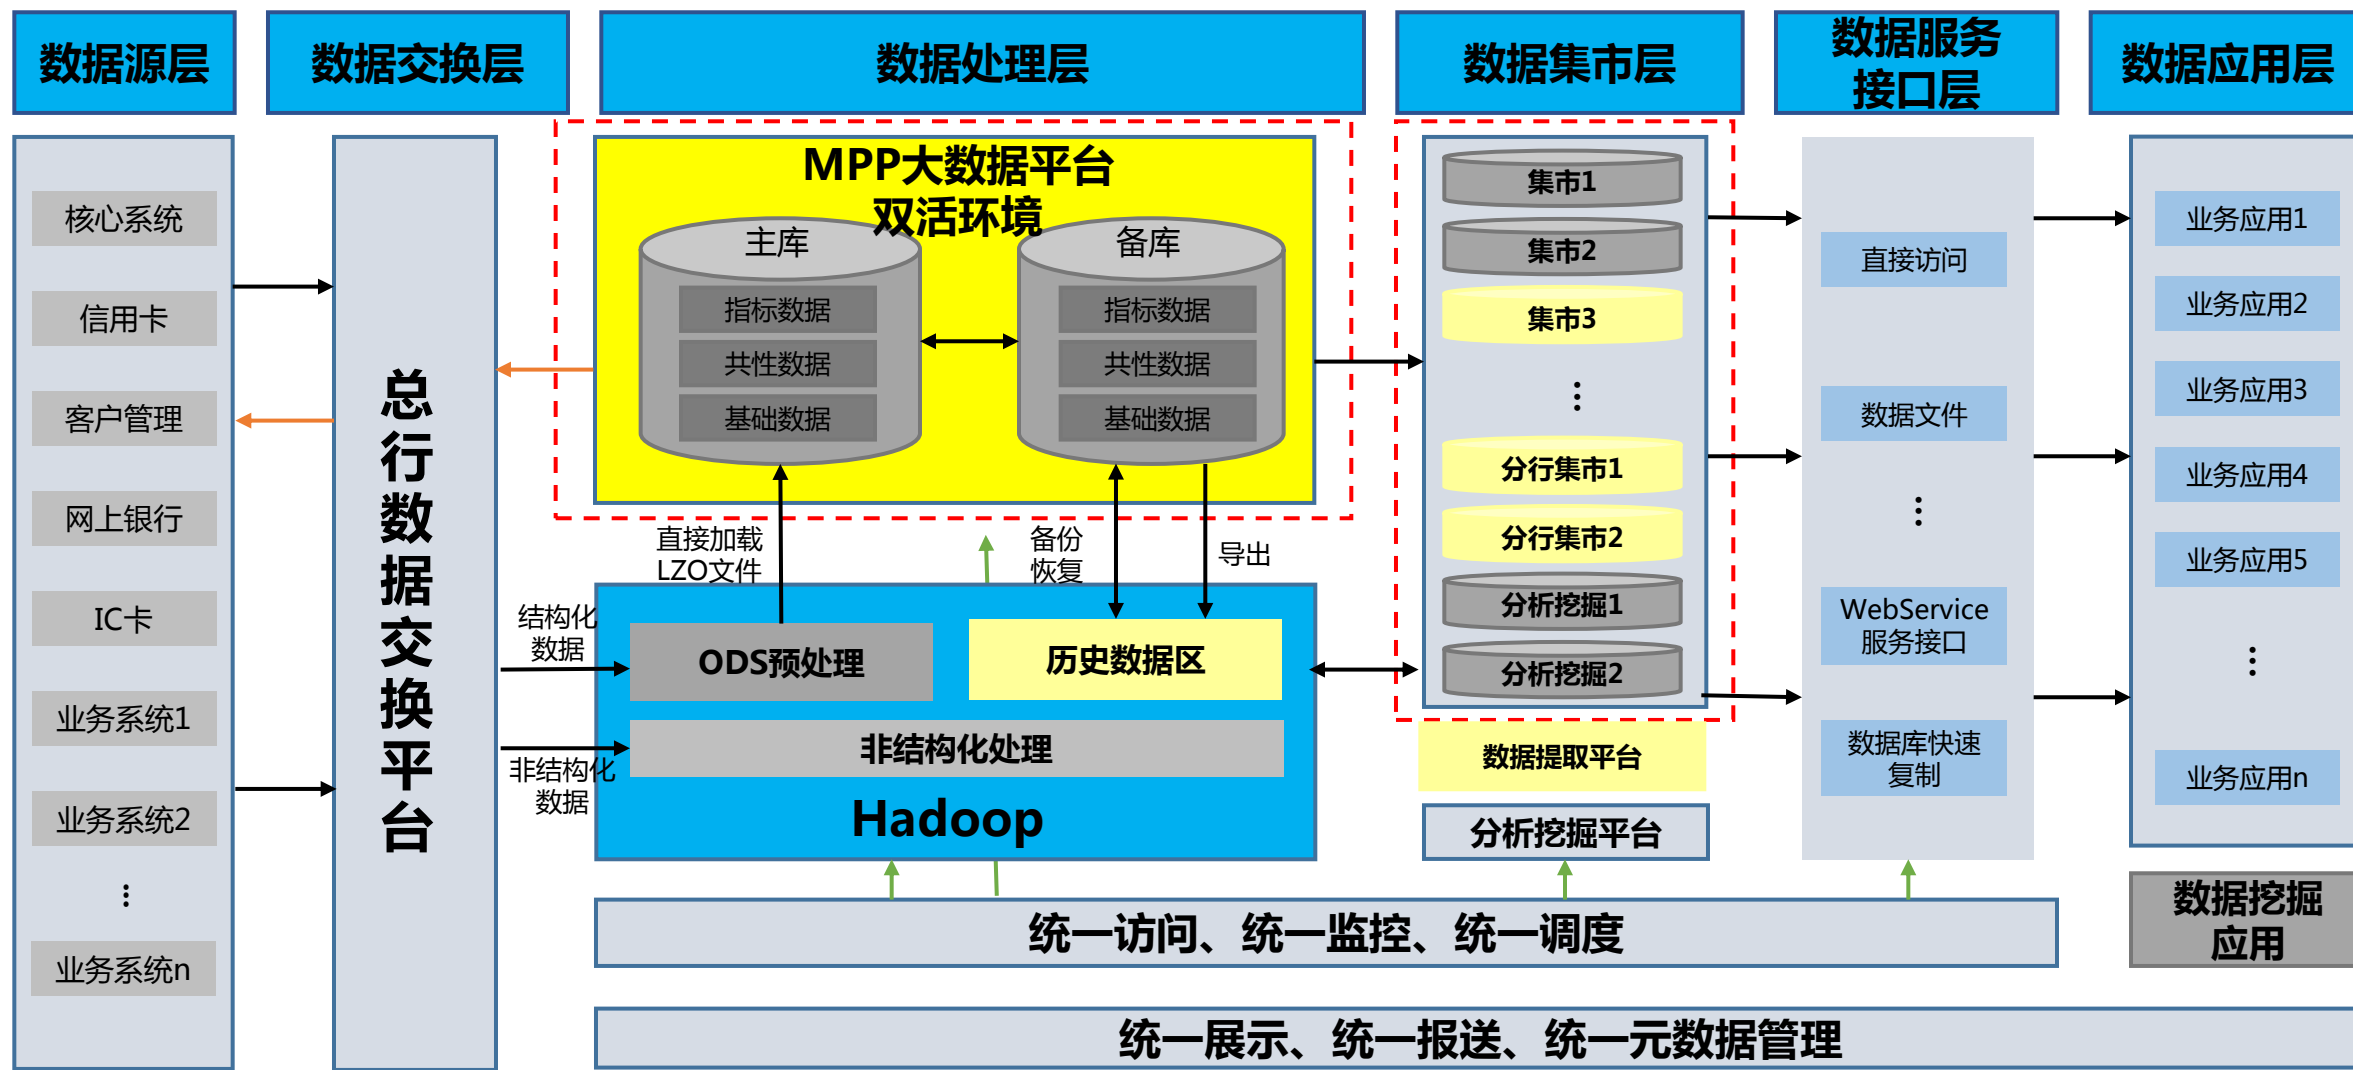 数据源层
数据交换层
数据处理层
数据集市层
数据服务
接口层
数据应用层
核心系统
信用卡
客户管理
网上银行
IC卡
业务系统1
业务系统2
...
业务系统n
总行数据交换平台
MPP大数据平台
双活环境
主库
指标数据
共性数据
基础数据
备库
指标数据
共性数据
基础数据
直接加载
LZO文件
备份
恢复
导出
结构化
数据
非结构化
数据
ODS预处理
历史数据区
非结构化处理
Hadoop
集市1
集市2
集市3
...
分行集市1
分行集市2
分析挖掘1
分析挖掘2
数据提取平台
分析挖掘平台
直接访问
数据文件
...
WebService
服务接口
数据库快速
复制
业务应用1
业务应用2
业务应用3
业务应用4
业务应用5
...
业务应用n
数据挖掘
应用
统一访问、统一监控、统一调度
统一展示、统一报送、统一元数据管理